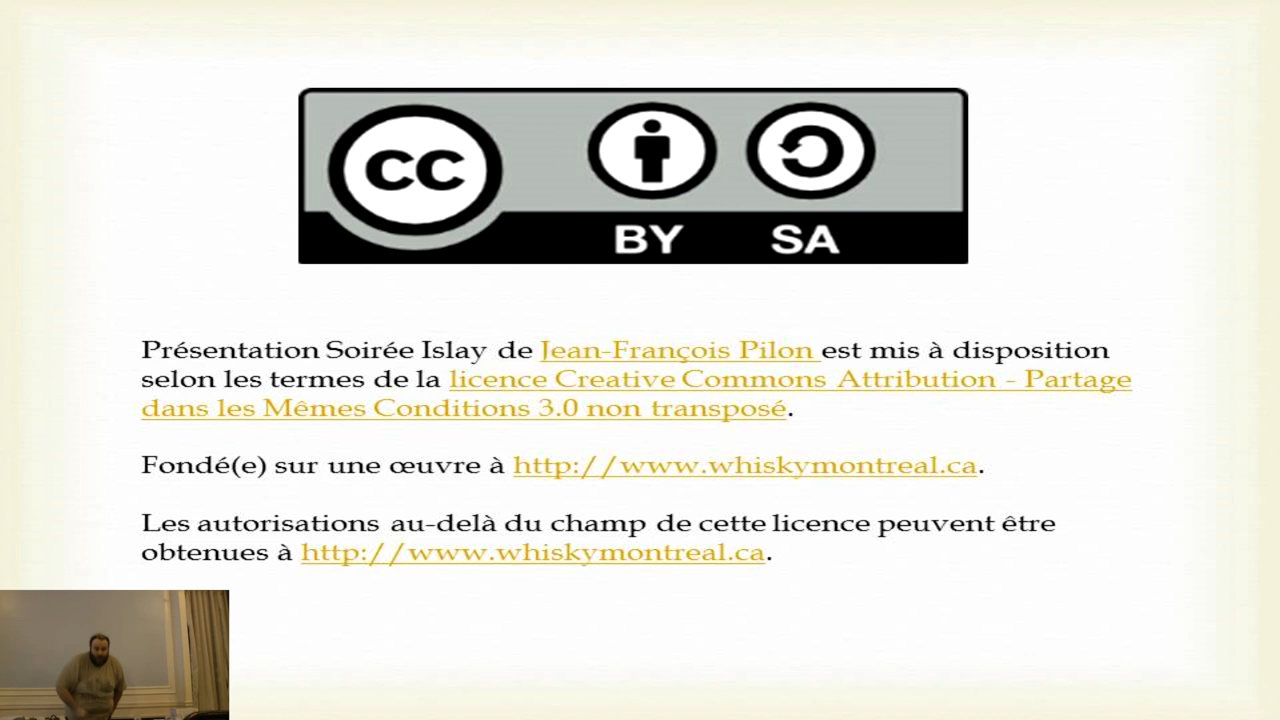 CC
BY SA
Présentation Soirée Islay de Jean-François Pilon est mis à disposition
selon les termes de la licence Creative Commons Attribution - Partage
dans les Mêmes Conditions 3.0 non transposé.
Fondé(e) sur une œuvre à http://www.whiskymontreal.ca.
Les autorisations au-delà du champ de cette licence peuvent être
obtenues à http://www.whiskymontreal.ca.